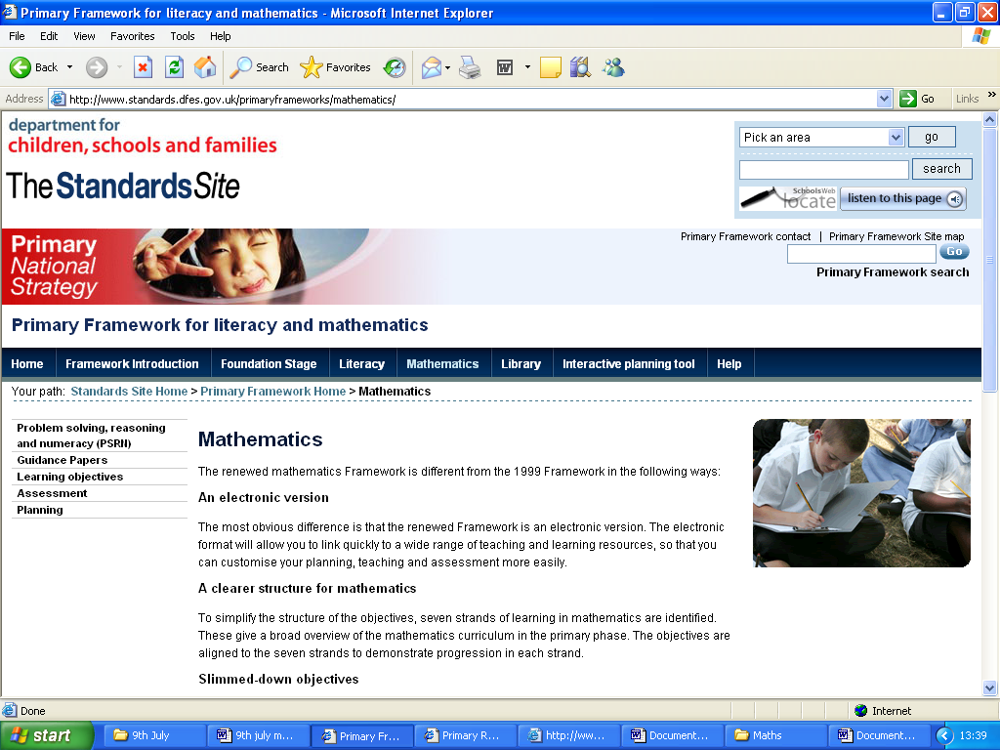 Primary Framework for literacy and mathematics - Microsoft Internet Explorer
File Edit View Favorites Tools Help
Back Search Favorites
Address http://www.standards.dfes.gov.uk/primaryframeworks/mathematics/ Go Links »
department for
children, schools and families
The Standards Site
Pick an area go
search
SchoolsWeb
locate
listen to this page
Primary
National
Strategy
Primary Framework contact | Primary Framework Site map
Go
Primary Framework search
Primary Framework for literacy and mathematics
Home Framework Introduction Foundation Stage Literacy Mathematics Library Interactive planning tool Help
Your path: Standards Site Home > Primary Framework Home > Mathematics
Problem solving, reasoning
and numeracy (PSRN)
Guidance Papers
Learning objectives
Assessment
Planning
Mathematics
The renewed mathematics Framework is different from the 1999 Framework in the following ways:
An electronic version
The most obvious difference is that the renewed Framework is an electronic version. The electronic
format will allow you to link quickly to a wide range of teaching and learning resources, so that you
can customise your planning, teaching and assessment more easily.
A clearer structure for mathematics
To simplify the structure of the objectives, seven strands of learning in mathematics are identified.
These give a broad overview of the mathematics curriculum in the primary phase. The objectives are
aligned to the seven strands to demonstrate progression in each strand.
Slimmed-down objectives
Done Internet
start 9th July 9th july m... Primary Fr... Primary R... http://ww... Document... Maths Document... 13:39